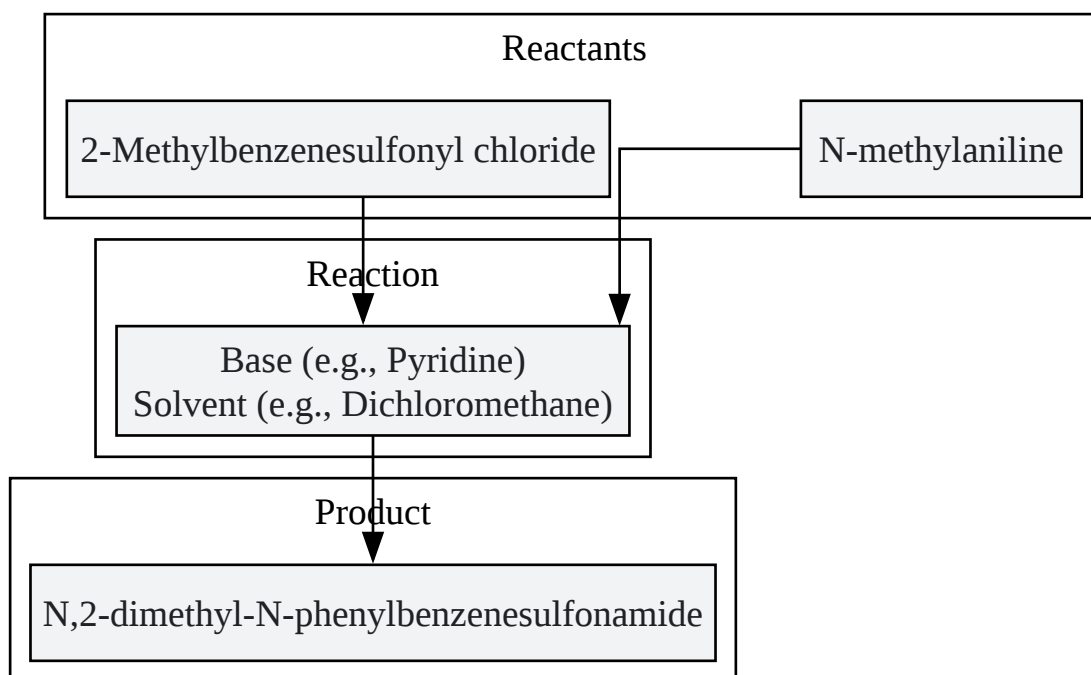 Reactants
2-Methylbenzenesulfonyl chloride
N-methylaniline
Reaction
Base (e.g., Pyridine)
Solvent (e.g., Dichloromethane)
Product
N,2-dimethyl-N-phenylbenzenesulfonamide